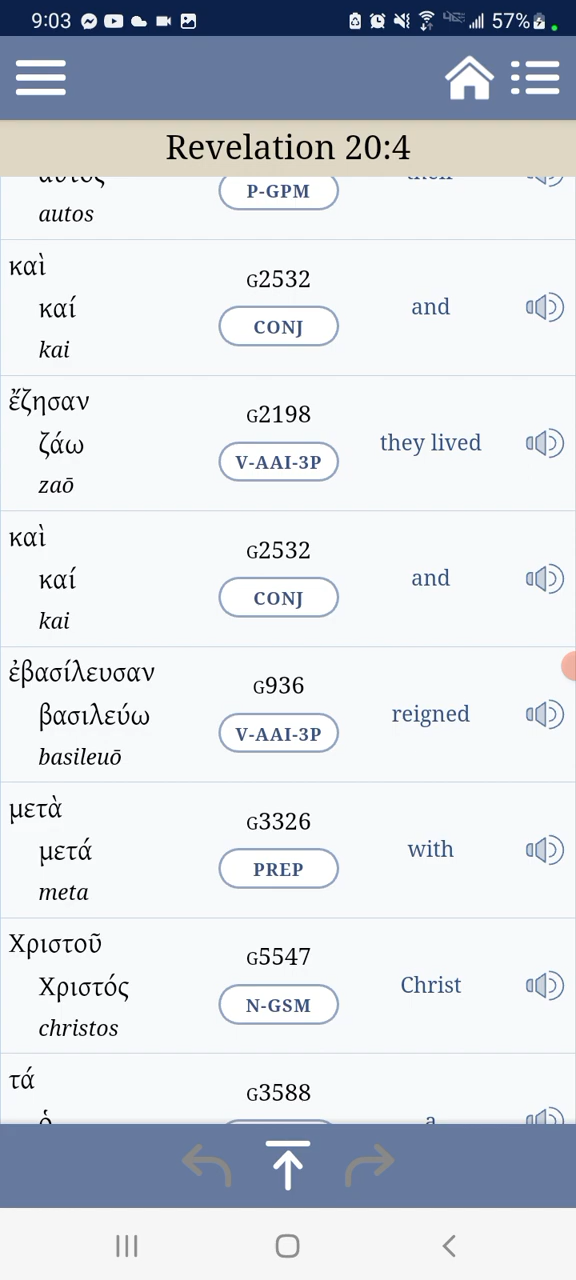 9:03
57%
Revelation 20:4
P-GPM
autos
καὶ
G2532
καί
and
CONJ
kai
ἔζησαν
G2198
ζάω
they lived
V-AAI-3P
zaō
καὶ
G2532
καί
and
CONJ
kai
ἐβασίλευσαν
G936
βασιλεύω
reigned
V-AAI-3P
basileuō
μετὰ
G3326
μετά
with
PREP
meta
Χριστοῦ
G5547
Χριστός
Christ
N-GSM
christos
τά
G3588
ὁ
a